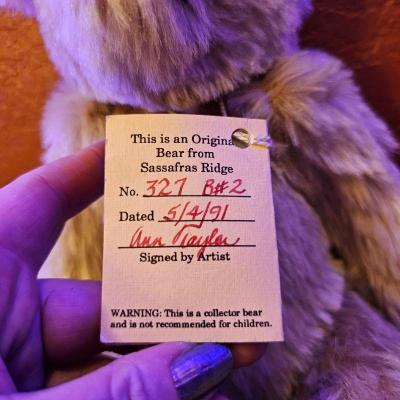 This is an Original
Bear from
Sassafras Ridge
No. 327 B#2
Dated 5/4/91
Ann Traylor
Signed by Artist
WARNING: This is a collector bear
and is not recommended for children.